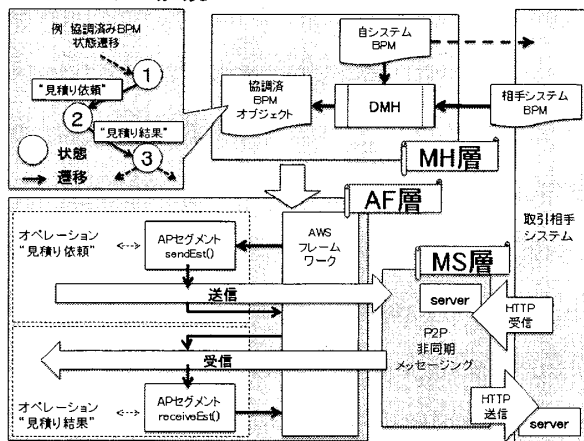 例 協調済みBPM
状態遷移
1
"見積り依頼"
2
"見積り結果"
3
状態
遷移
自システム
BPM
協調済
BPM
オブジェクト
DMH
相手システム
BPM
MH層
AF層
取引相手
システム
オペレーション
"見積り依頼"
APセグメント
sendEst()
AWS
フレーム
ワーク
MS層
送信
server
HTTP
受信
P2P
非同期
メッセージング
受信
HTTP
送信
オペレーション
"見積り結果"
APセグメント
receiveEst()
server